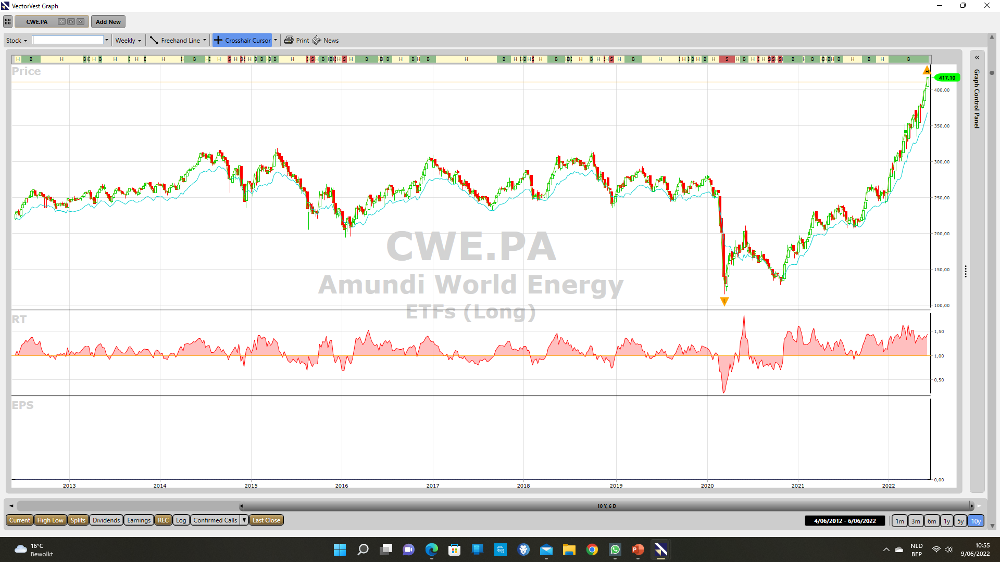 VectorVest Graph
CWE.PA Add New
Stock Weekly Freehand Line Crosshair Cursor Print News
Price
H
417,10
400,00
350,00
300,00
250,00
200,00
150,00
100,00
CWE.PA
Amundi World Energy
ETFs (Long)
L
Graph Control Panel
RT
1,50
1,00
0,50
EPS
0,00
2013 2014 2015 2016 2017 2018 2019 2020 2021 2022
10 Y, 6 D
Current High Low Splits Dividends Earnings REC Log Confirmed Calls Last Close 4/06/2012 - 6/06/2022 1m 3m 6m 1y 5y 10y
16°C
Bewolkt
NLD
BEP
10:55
9/06/2022